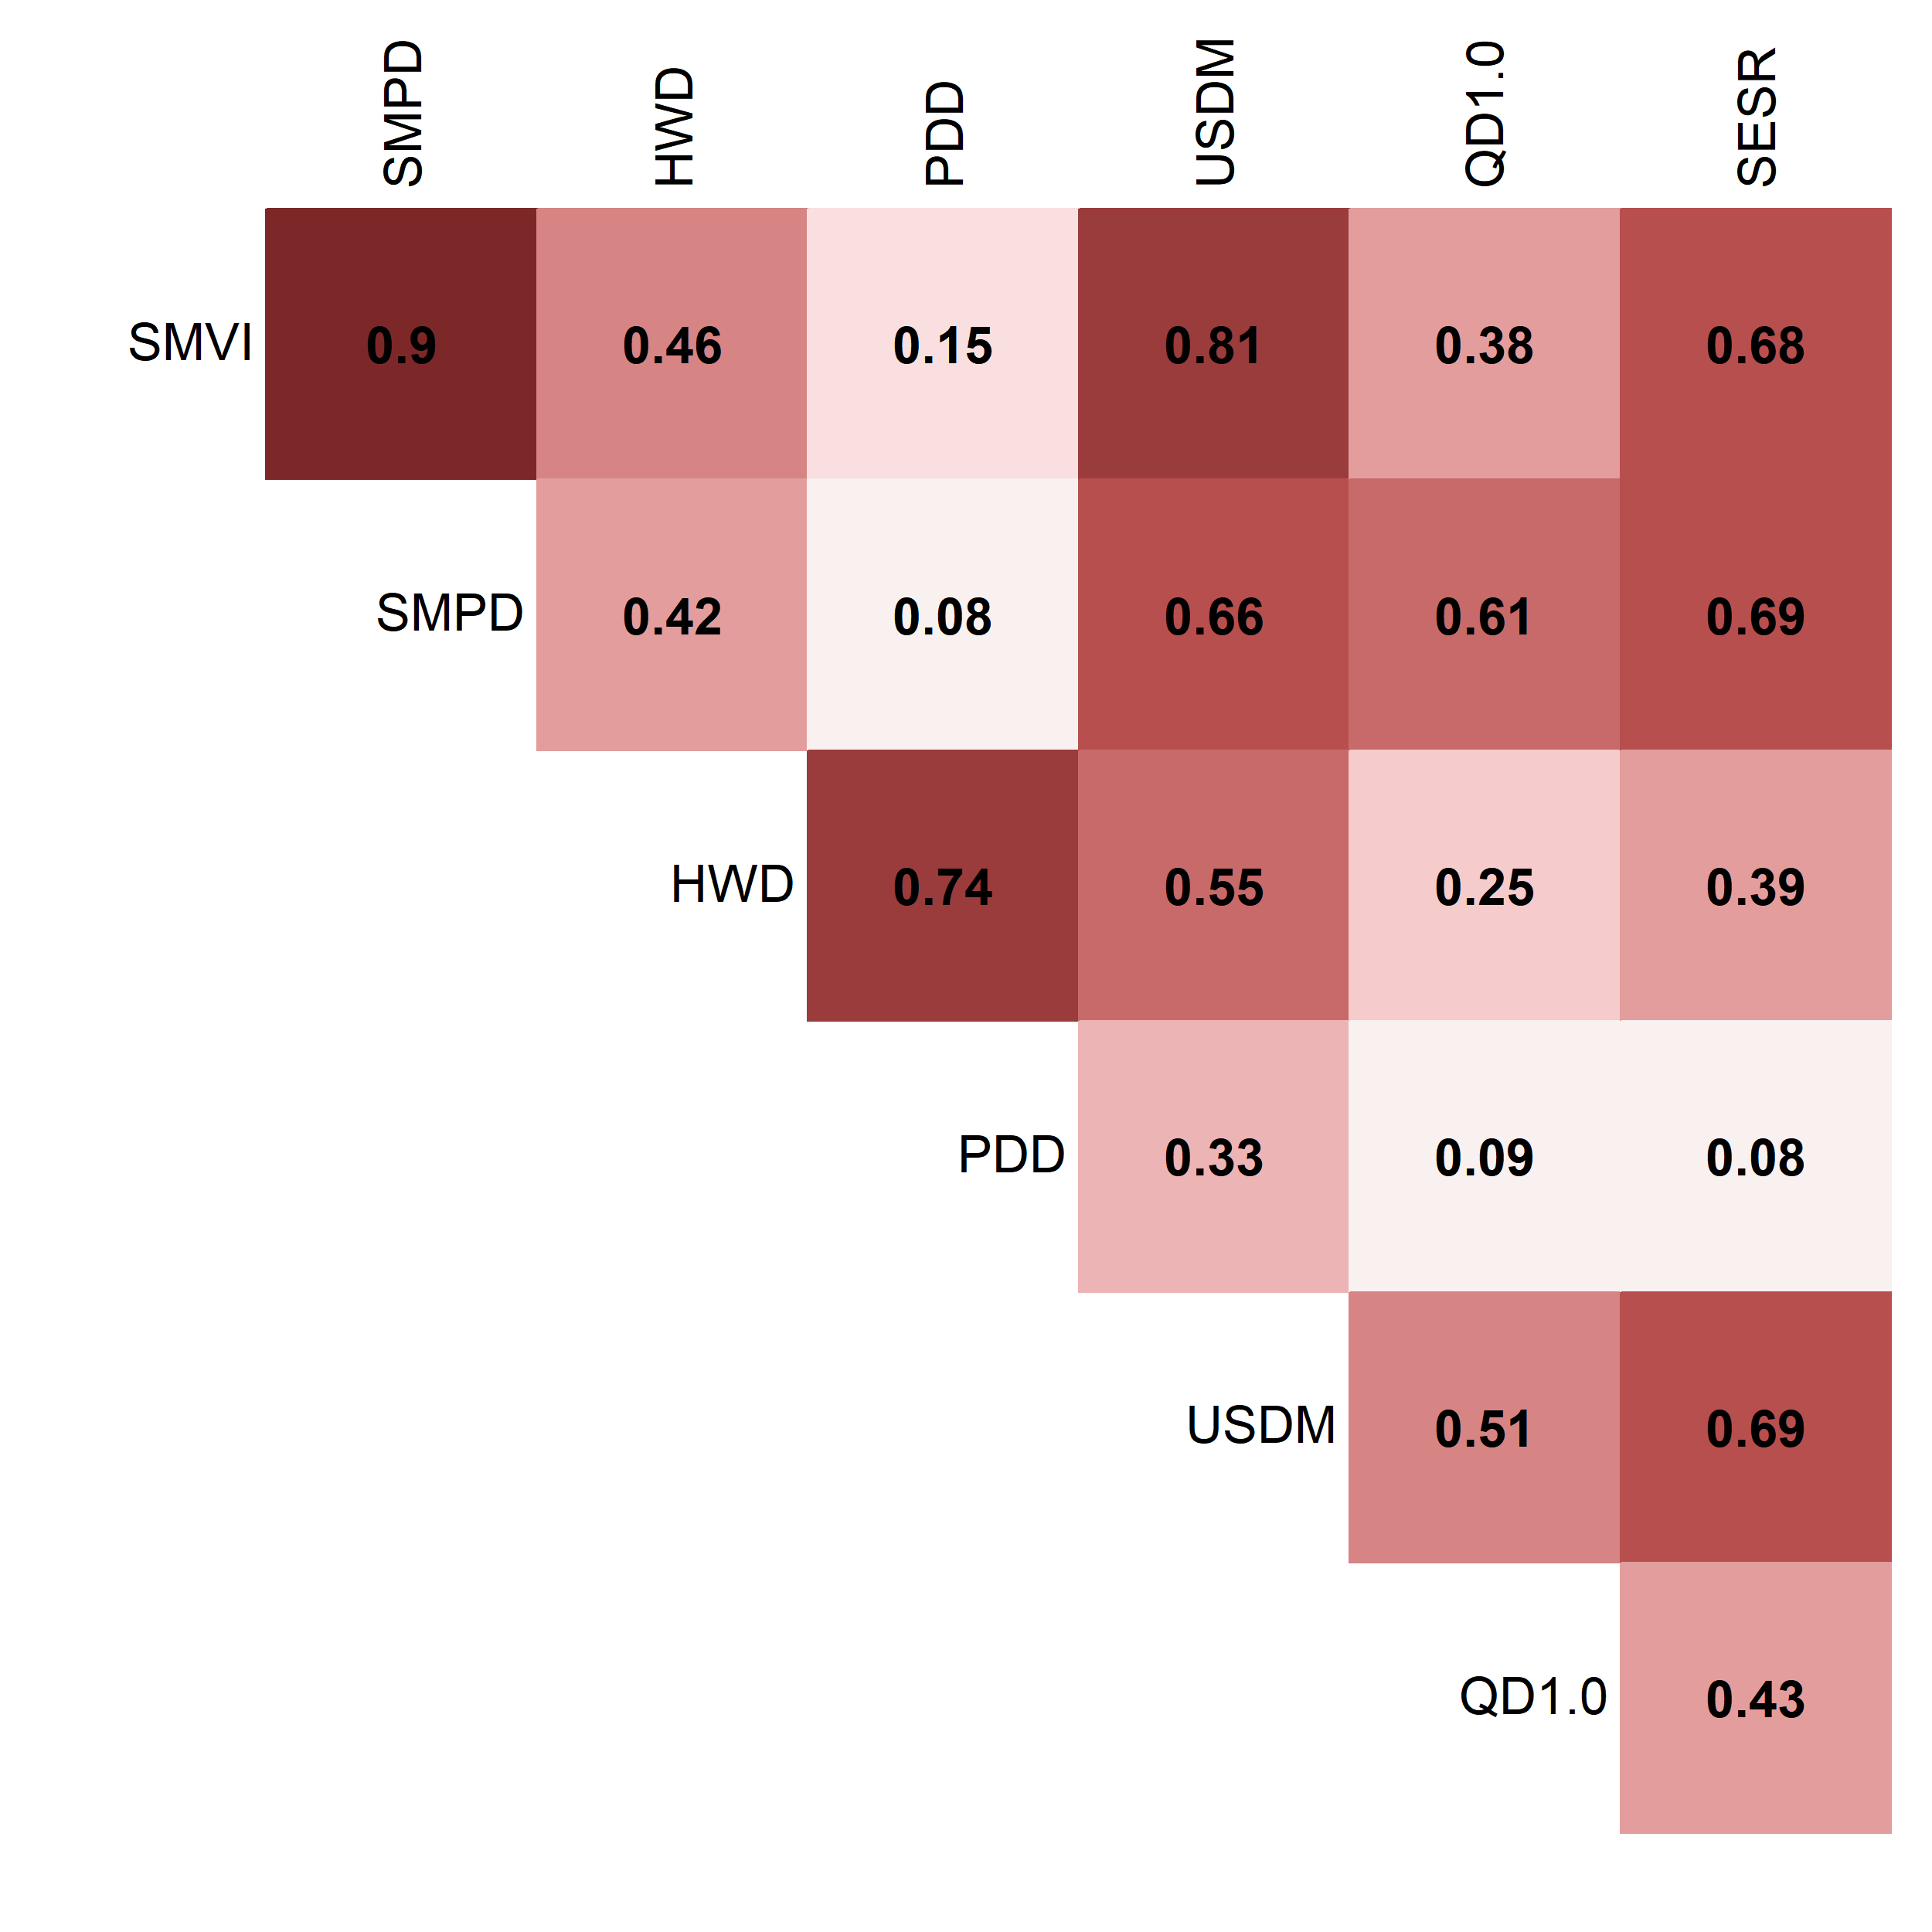 SMPD HWD PDD USDM QD1.0 SESR
SMVI 0.9 0.46 0.15 0.81 0.38 0.68
SMPD 0.42 0.08 0.66 0.61 0.69
HWD 0.74 0.55 0.25 0.39
PDD 0.33 0.09 0.08
USDM 0.51 0.69
QD1.0 0.43